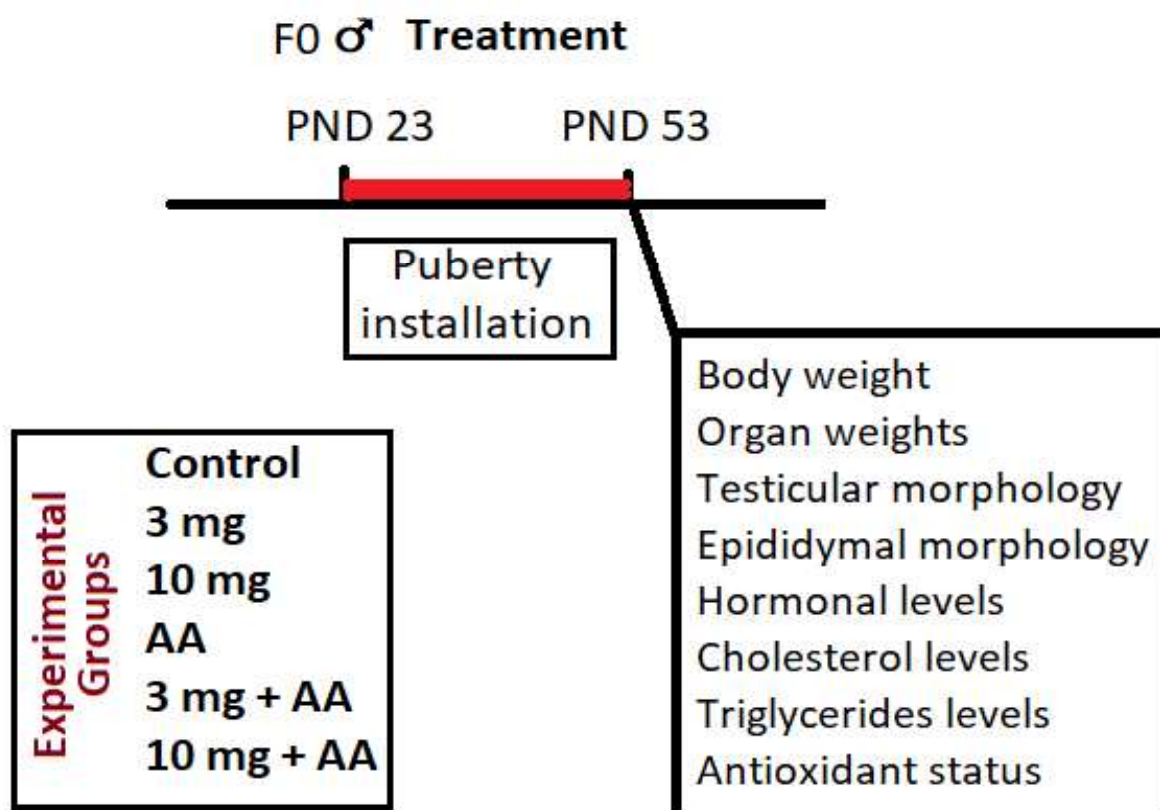 F0 ♂ Treatment
PND 23 PND 53
Puberty
installation
Experimental
Groups
Control
3 mg
10 mg
AA
3 mg + AA
10 mg + AA
Body weight
Organ weights
Testicular morphology
Epididymal morphology
Hormonal levels
Cholesterol levels
Triglycerides levels
Antioxidant status